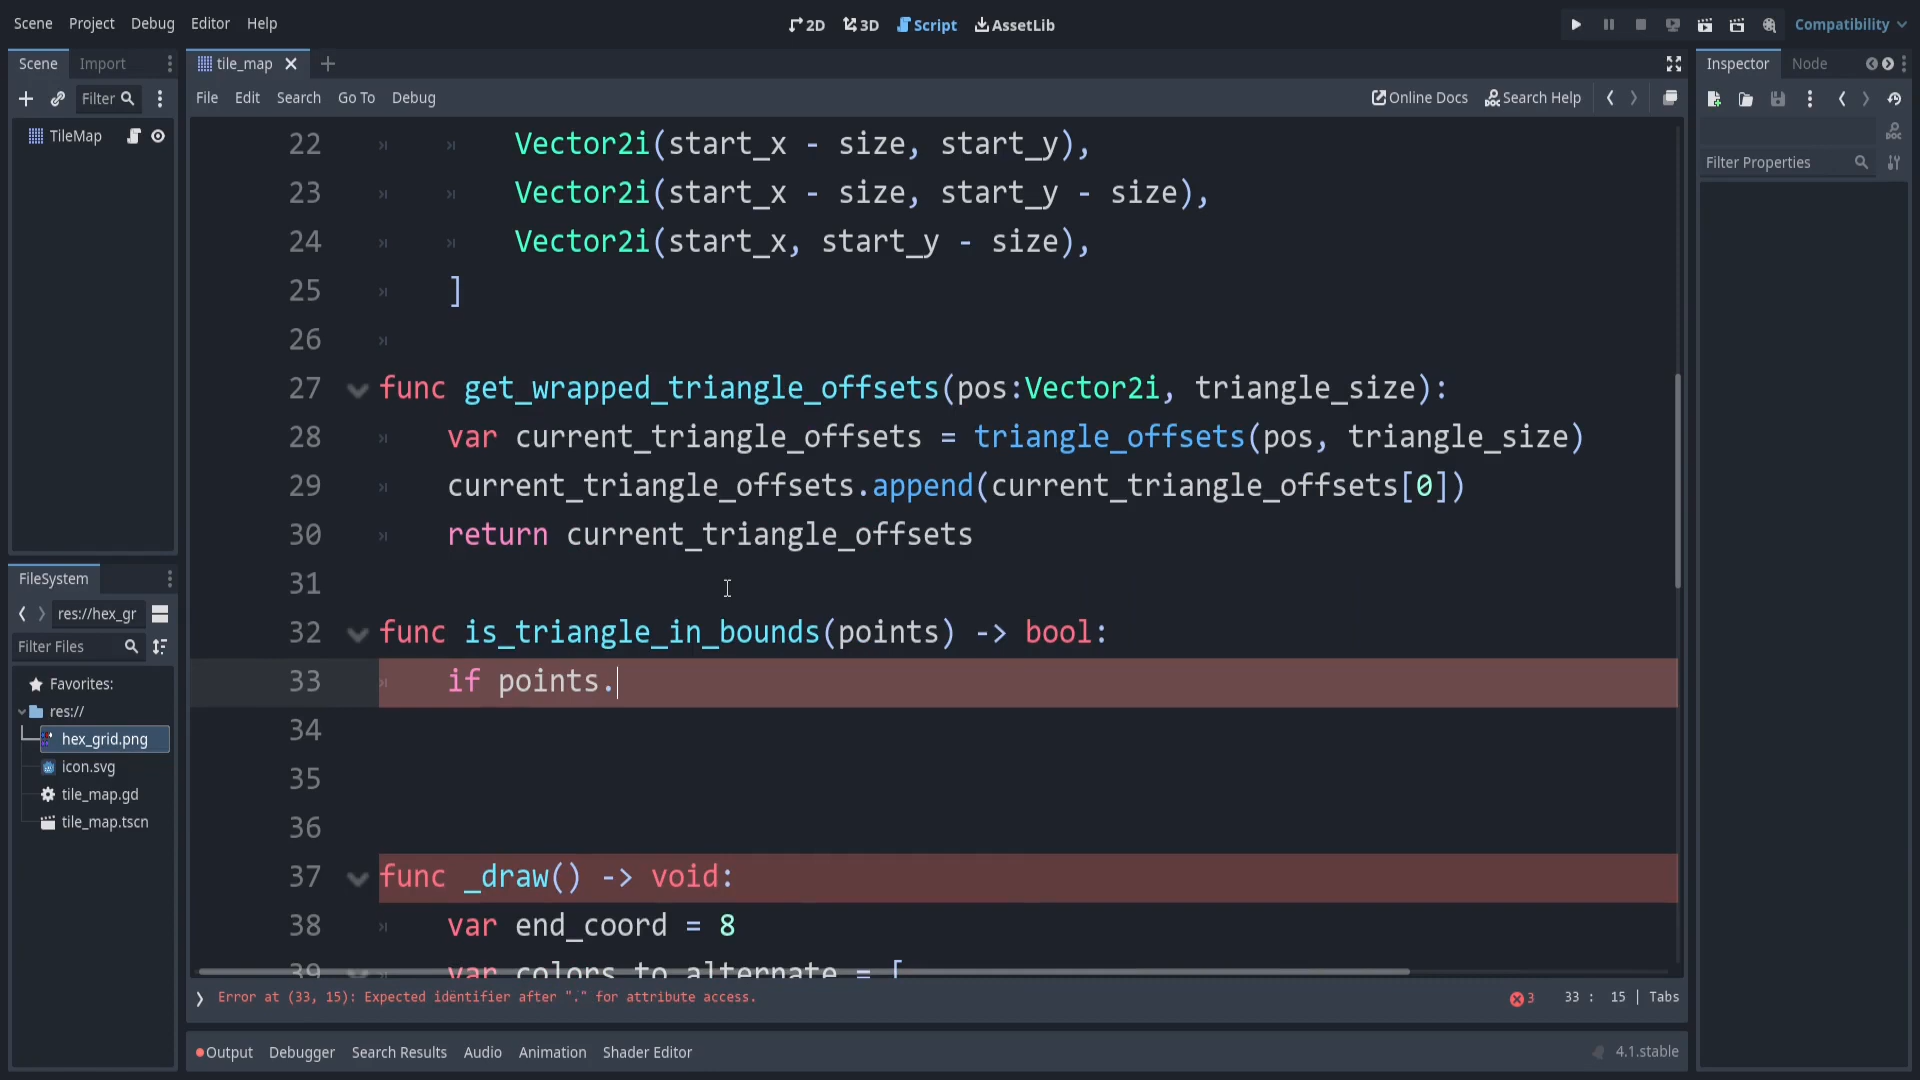 Scene Project Debug Editor Help
2D 3D Script AssetLib
Compatibility
Scene Import
tile_map
Inspector Node
Filter
File Edit Search Go To Debug
Online Docs Search Help
TileMap
Filter Properties
22 Vector2i(start_x - size, start_y),
23 Vector2i(start_x - size, start_y - size),
24 Vector2i(start_x, start_y - size),
25 ]
26
27 func get_wrapped_triangle_offsets(pos:Vector2i, triangle_size):
28 var current_triangle_offsets = triangle_offsets(pos, triangle_size)
29 current_triangle_offsets.append(current_triangle_offsets[0])
30 return current_triangle_offsets
31
32 func is_triangle_in_bounds(points) -> bool:
33 if points.
34
35
36
37 func _draw() -> void:
38 var end_coord = 8
39 var colors_to_alternate = [
FileSystem
res://hex_gr
Filter Files
Favorites:
res://
hex_grid.png
icon.svg
tile_map.gd
tile_map.tscn
Error at (33, 15): Expected identifier after "." for attribute access.
3 33 : 15 | Tabs
Output Debugger Search Results Audio Animation Shader Editor
4.1.stable